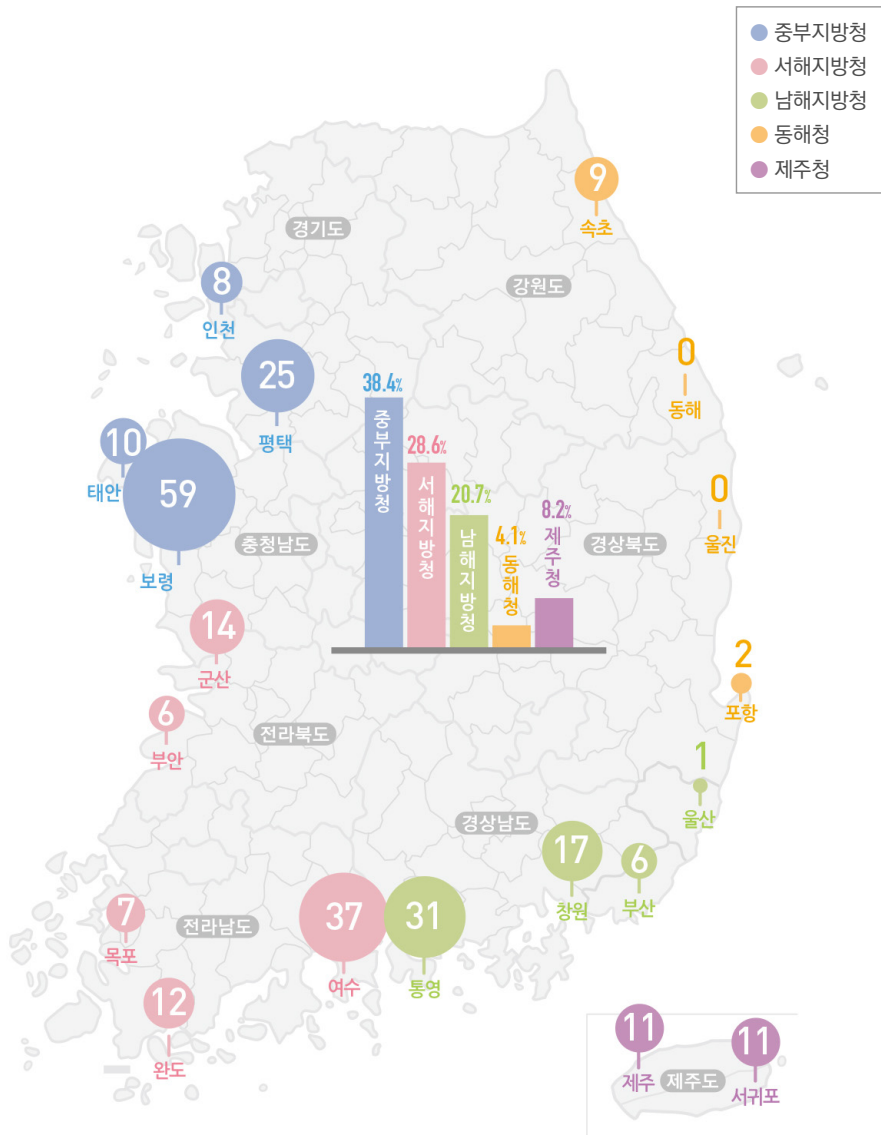 중부지방청
서해지방청
남해지방청
동해청
제주청
9
속초
경기도
강원도
8
인천
0
동해
25
평택
38.4%
중부지방청
28.6%
서해지방청
20.7%
남해지방청
4.1%
동해청
8.2%
제주청
10
태안
59
보령
0
울진
충청남도
경상북도
14
군산
2
포항
6
부안
전라북도
1
울산
경상남도
17
창원
6
부산
7
목포
전라남도
37
여수
31
통영
12
완도
11
제주
제주도
11
서귀포